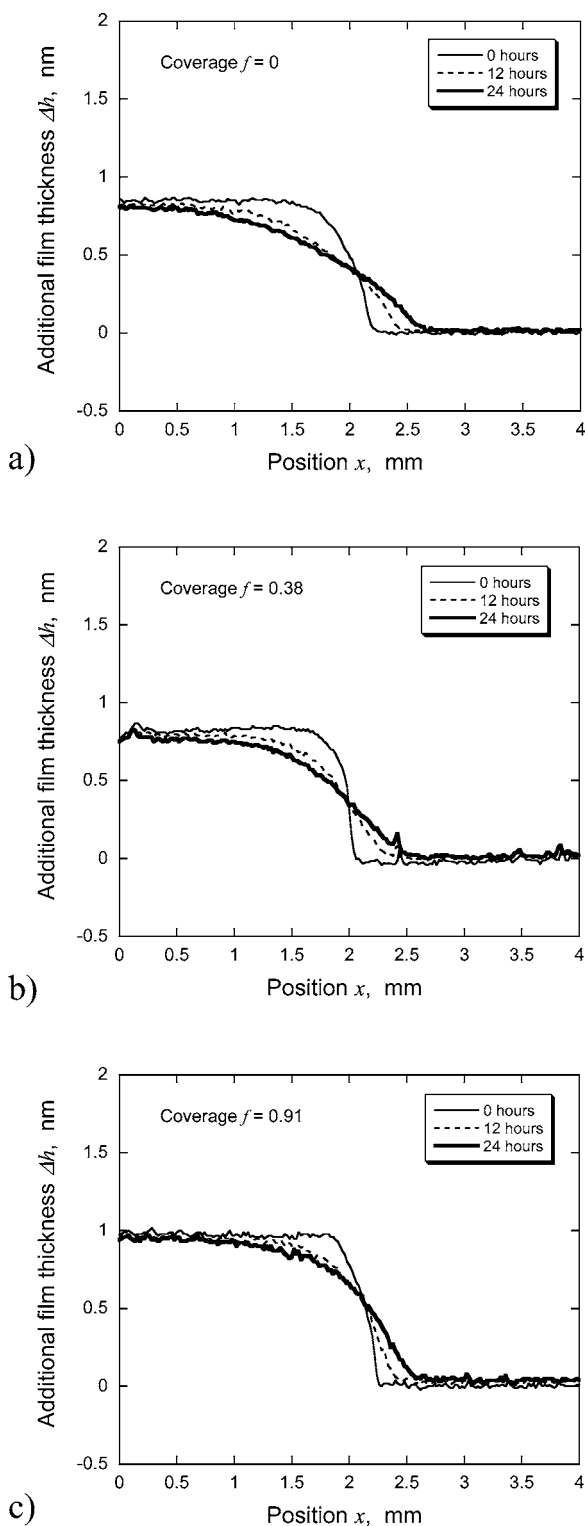 2
Coverage f = 0
0 hours
12 hours
24 hours
1.5
1
0.5
0
-0.5
Additional film thickness Δh, nm
0 0.5 1 1.5 2 2.5 3 3.5 4
Position x, mm
a)
2
Coverage f = 0.38
0 hours
12 hours
24 hours
1.5
1
0.5
0
-0.5
Additional film thickness Δh, nm
0 0.5 1 1.5 2 2.5 3 3.5 4
Position x, mm
b)
2
Coverage f = 0.91
0 hours
12 hours
24 hours
1.5
1
0.5
0
-0.5
Additional film thickness Δh, nm
0 0.5 1 1.5 2 2.5 3 3.5 4
Position x, mm
c)